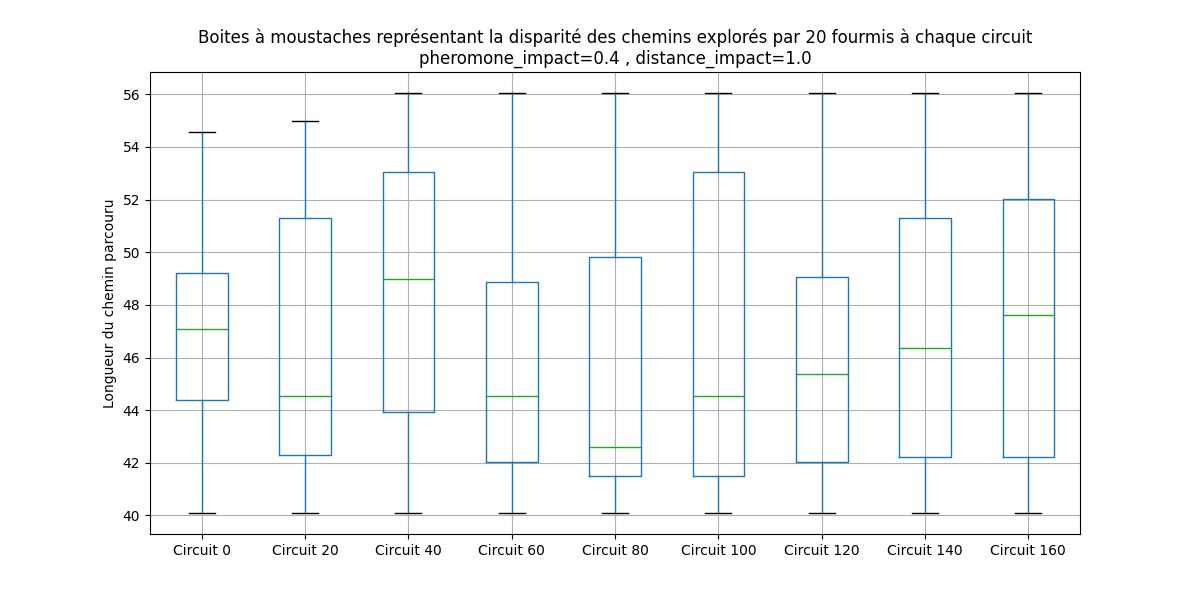 Boites à moustaches représentant la disparité des chemins explorés par 20 fourmis à chaque circuit
pheromone_impact=0.4 , distance_impact=1.0
Longueur du chemin parcouru
56
54
52
50
48
46
44
42
40
Circuit 0 Circuit 20 Circuit 40 Circuit 60 Circuit 80 Circuit 100 Circuit 120 Circuit 140 Circuit 160